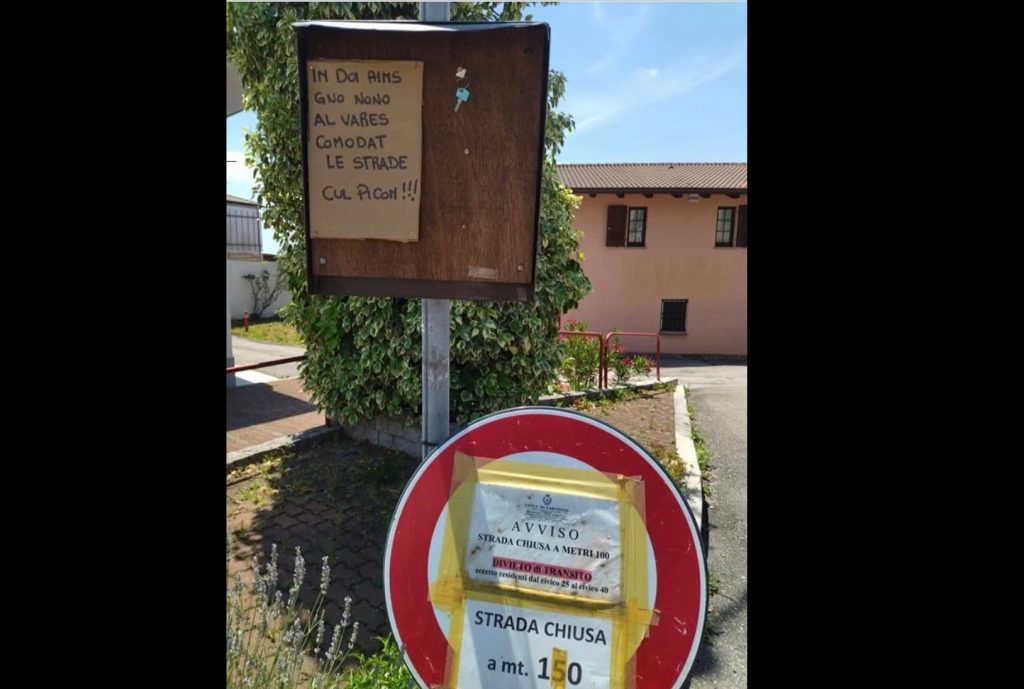 IN DOI AINS
GNO NONO
AL VARES
COMODAT
LE STRADE
CUL PICON!!!
AVVISO
STRADA CHIUSA A METRI 100
DIVIETO di TRANSITO
eccetto residenti dal civico 25 al civico 40
STRADA CHIUSA
a mt. 150